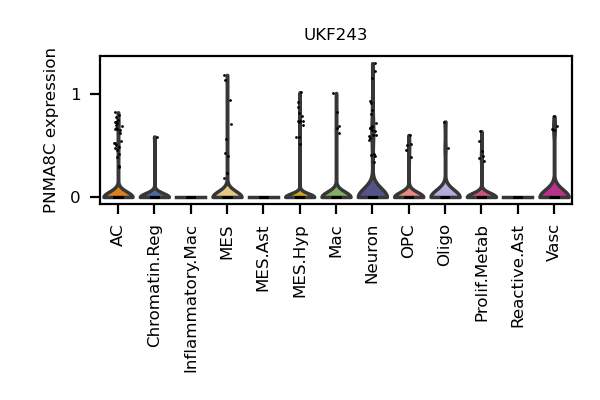 UKF243
PNMA8C expression
1
0
AC
Chromatin.Reg
Inflammatory.Mac
MES
MES.Ast
MES.Hyp
Mac
Neuron
OPC
Oligo
Prolif.Metab
Reactive.Ast
Vasc